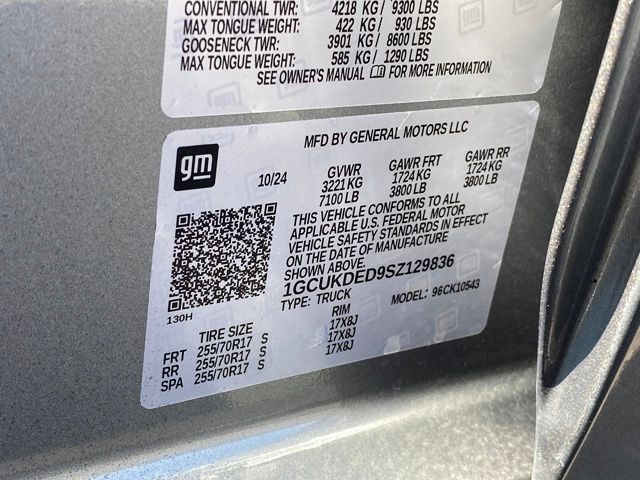 CONVENTIONAL TWR: 4218 KG / 9300 LBS
MAX TONGUE WEIGHT: 422 KG / 930 LBS
GOOSENECK TWR: 3901 KG / 8600 LBS
MAX TONGUE WEIGHT: 585 KG / 1290 LBS
SEE OWNER'S MANUAL FOR MORE INFORMATION
MFD BY GENERAL MOTORS LLC
gm
10/24
GVWR GAWR FRT GAWR RR
3221 KG 1724 KG 1724 KG
7100 LB 3800 LB 3800 LB
THIS VEHICLE CONFORMS TO ALL
APPLICABLE U.S. FEDERAL MOTOR
VEHICLE SAFETY STANDARDS IN EFFECT
ON THE DATE OF MANUFACTURE
SHOWN ABOVE.
1GCUKDED9SZ129836
TYPE: TRUCK MODEL: 96CK10543
130H
TIRE SIZE RIM
FRT 255/70R17 S 17X8J
RR 255/70R17 S 17X8J
SPA 255/70R17 S 17X8J